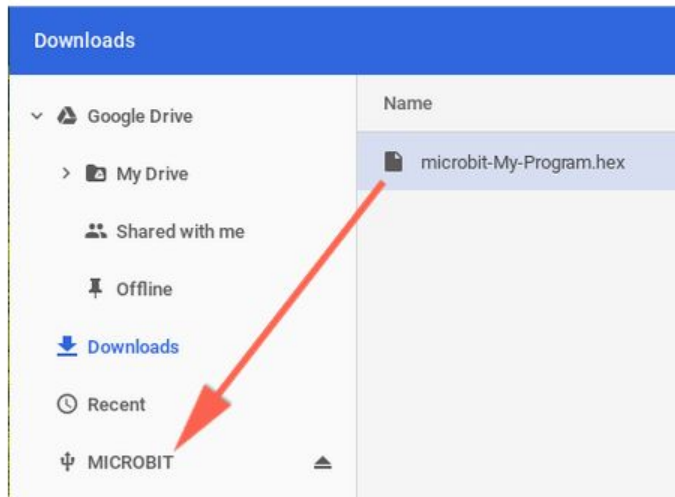 Downloads
Google Drive
My Drive
Shared with me
Offline
Downloads
Recent
MICROBIT
Name
microbit-My-Program.hex